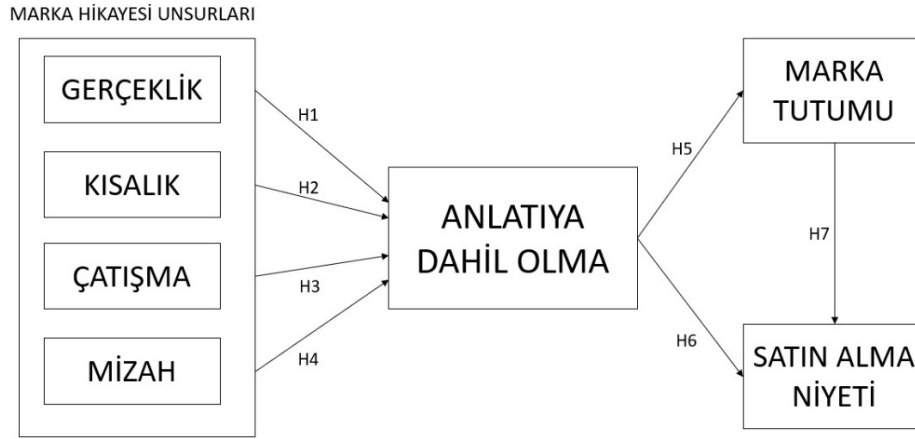 MARKA HİKAYESİ UNSURLARI
GERÇEKLİK
KISALIK
ÇATIŞMA
MİZAH
H1
H2
H3
H4
ANLATIYA
DAHİL OLMA
H5
H6
MARKA
TUTUMU
H7
SATIN ALMA
NİYETİ